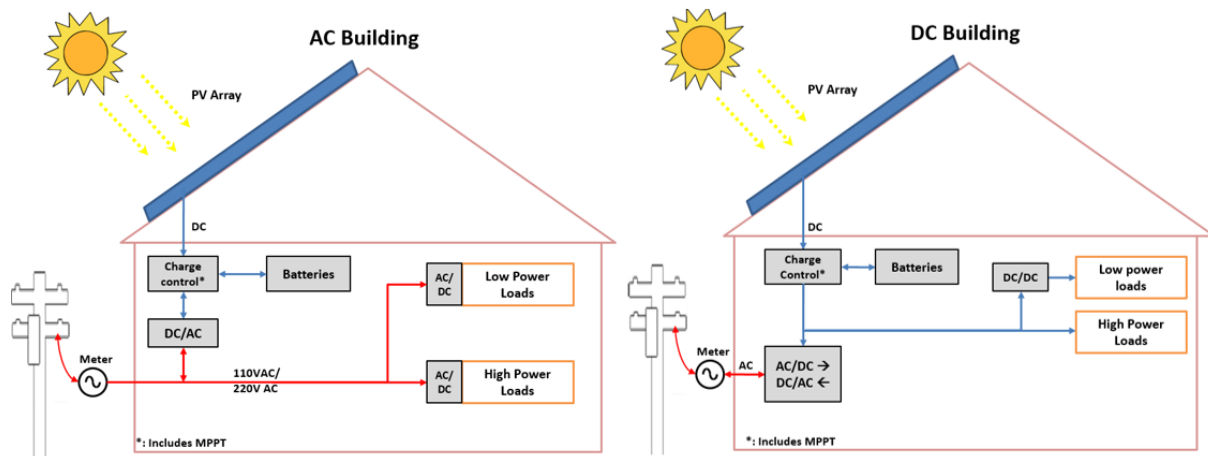 AC Building
PV Array
DC
Charge
control*
Batteries
DC/AC
AC/
DC
Low Power
Loads
Meter
110VAC/
220V AC
AC/
DC
High Power
Loads
*: Includes MPPT
DC Building
PV Array
DC
Charge
Control*
Batteries
DC/DC
Low power
loads
High Power
Loads
Meter
AC
AC/DC →
DC/AC ←
*: Includes MPPT